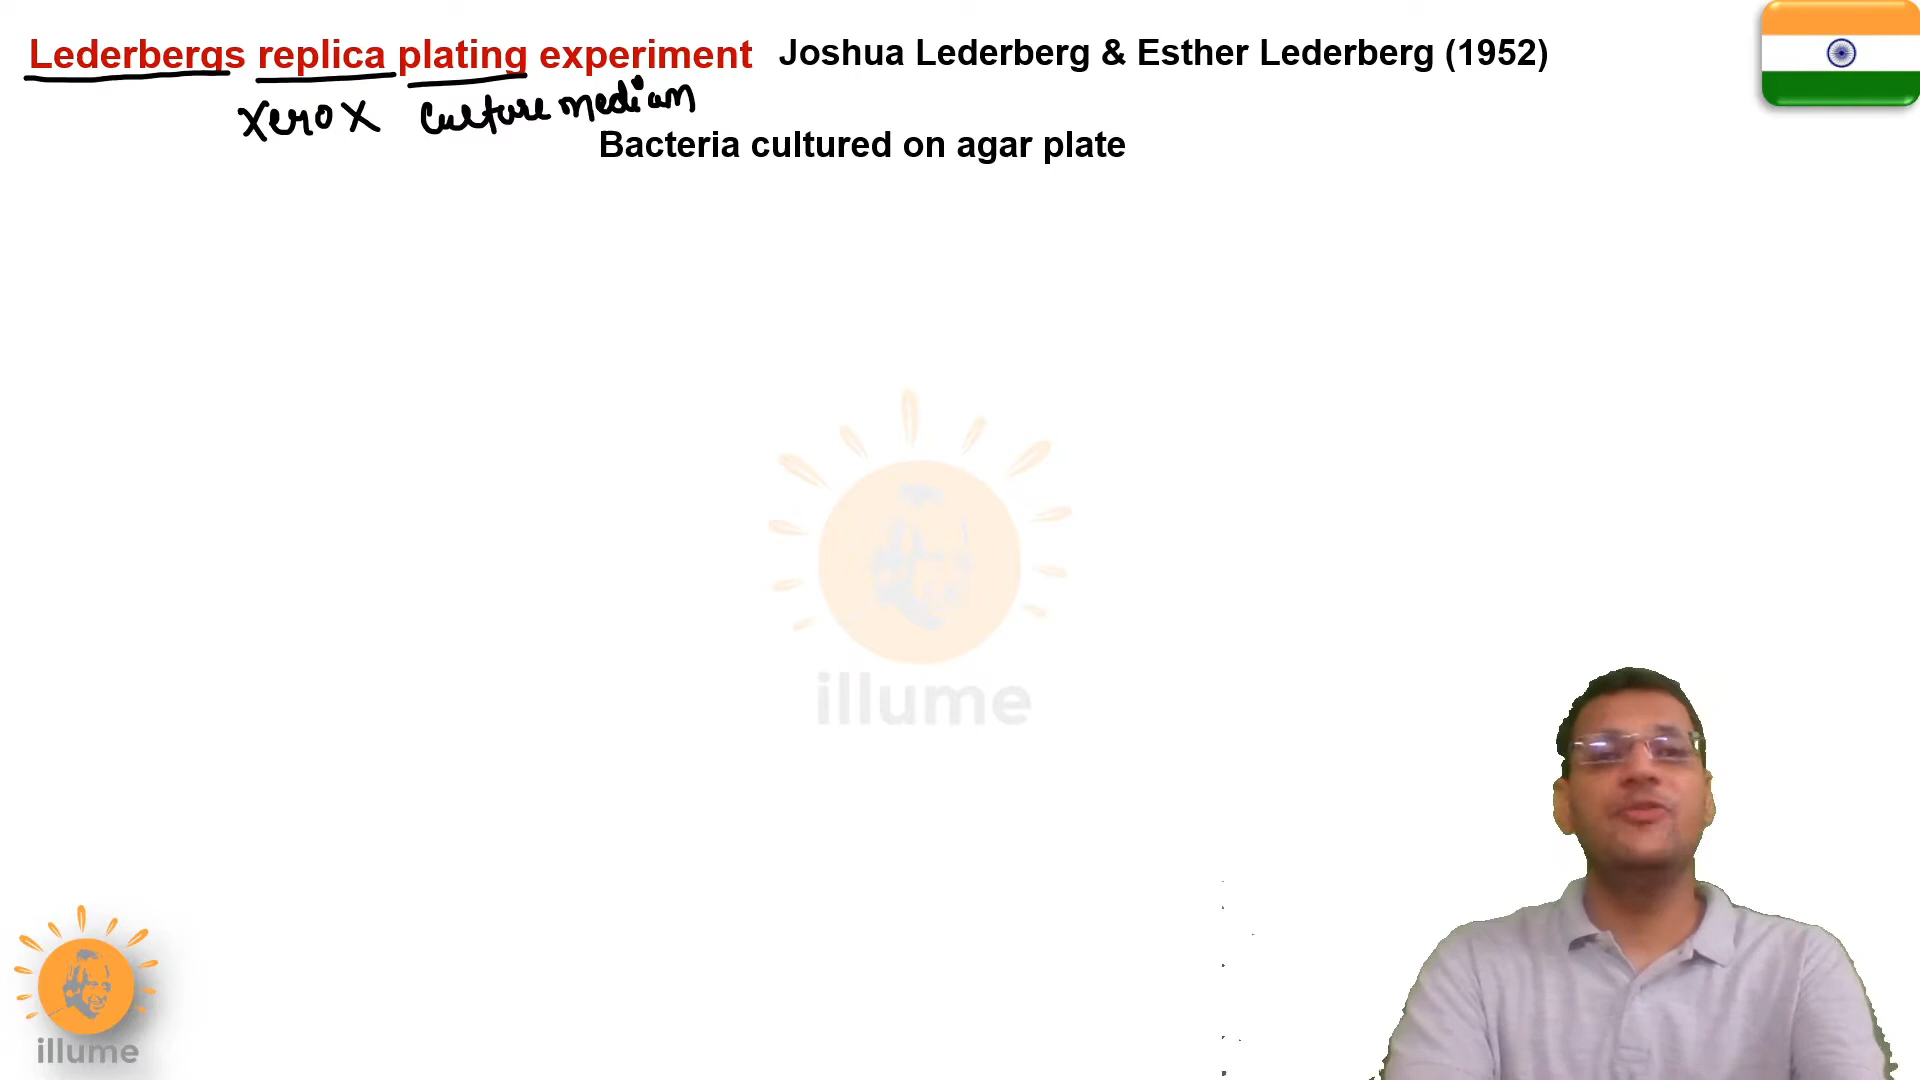 Lederbergs replica plating experiment Joshua Lederberg & Esther Lederberg (1952)
Xerox culture medium
Bacteria cultured on agar plate
illume
illume